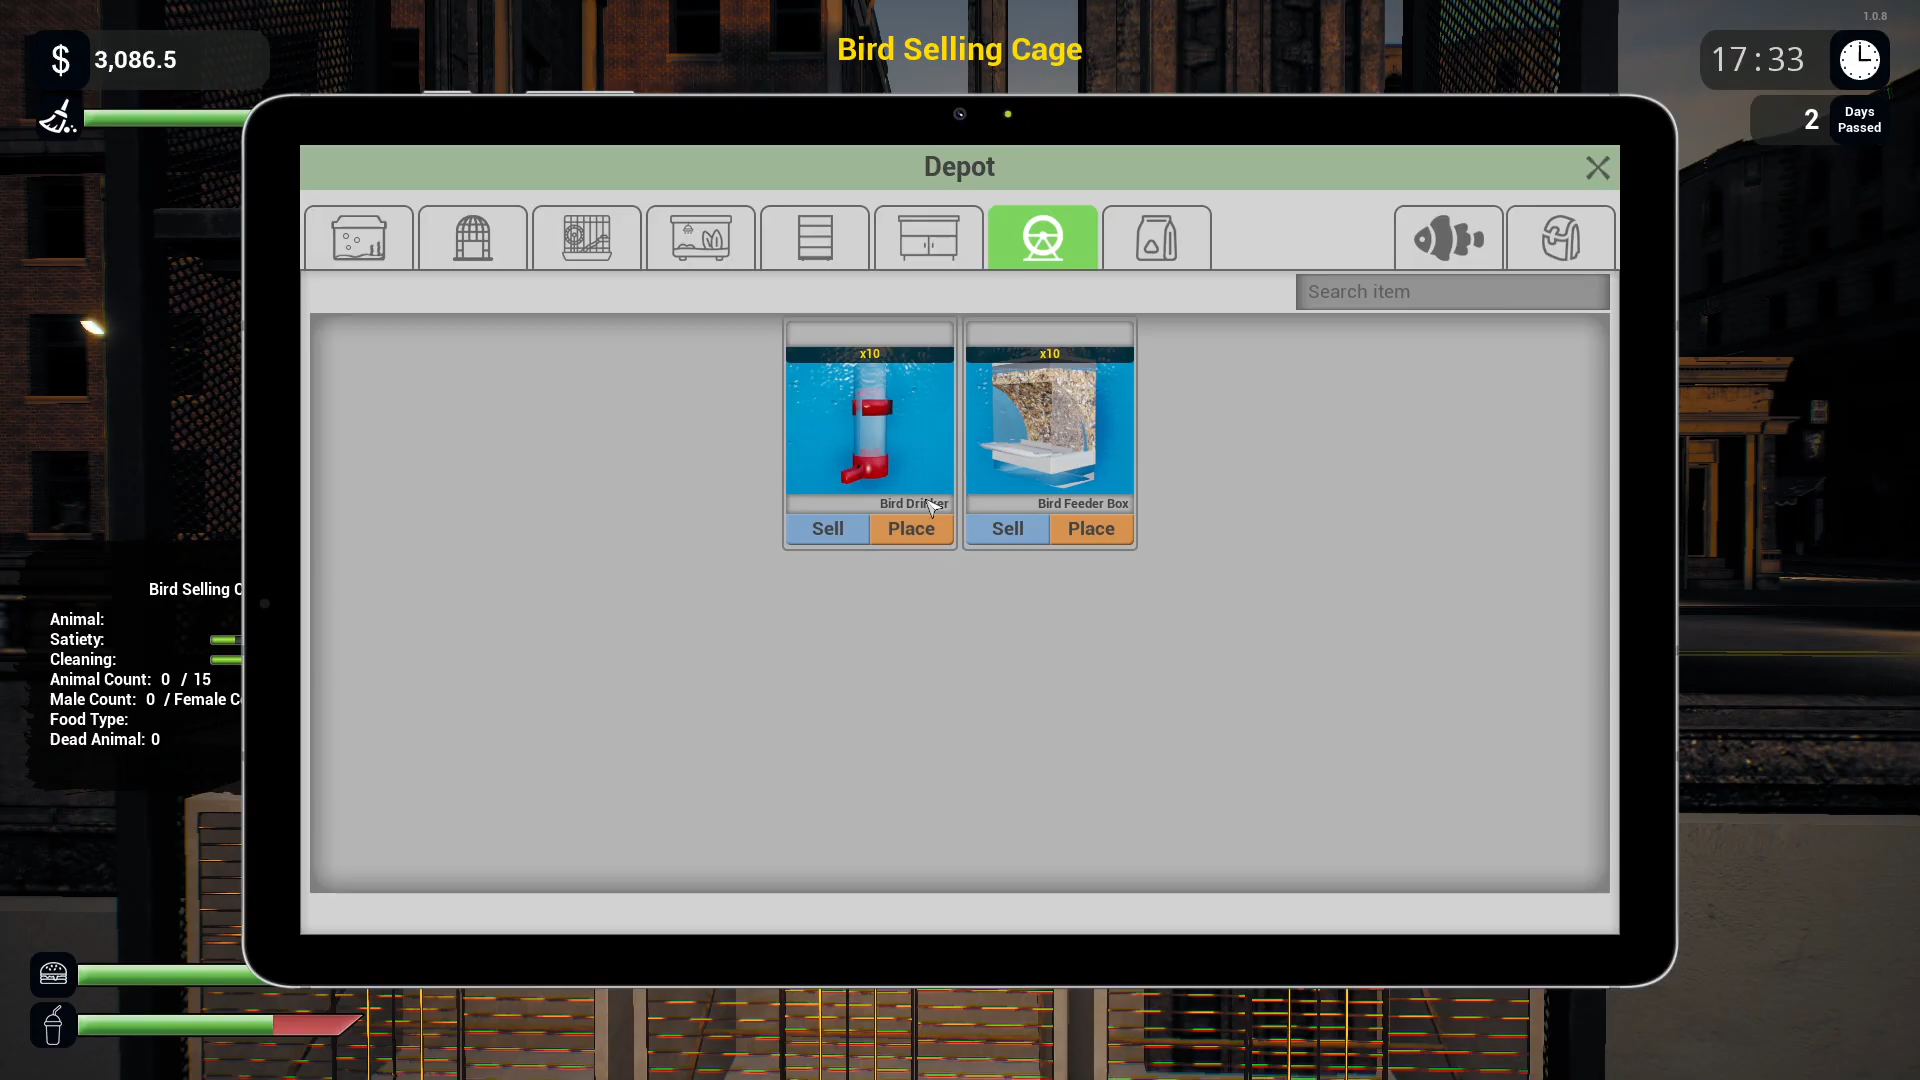 1.0.8
$ 3,086.5
Bird Selling Cage
17:33
2 Days Passed
Depot
Search item
x10
x10
Bird Drinker
Bird Feeder Box
Sell
Place
Sell
Place
Bird Selling C
Animal:
Satiety:
Cleaning:
Animal Count: 0 / 15
Male Count: 0 / Female C
Food Type:
Dead Animal: 0